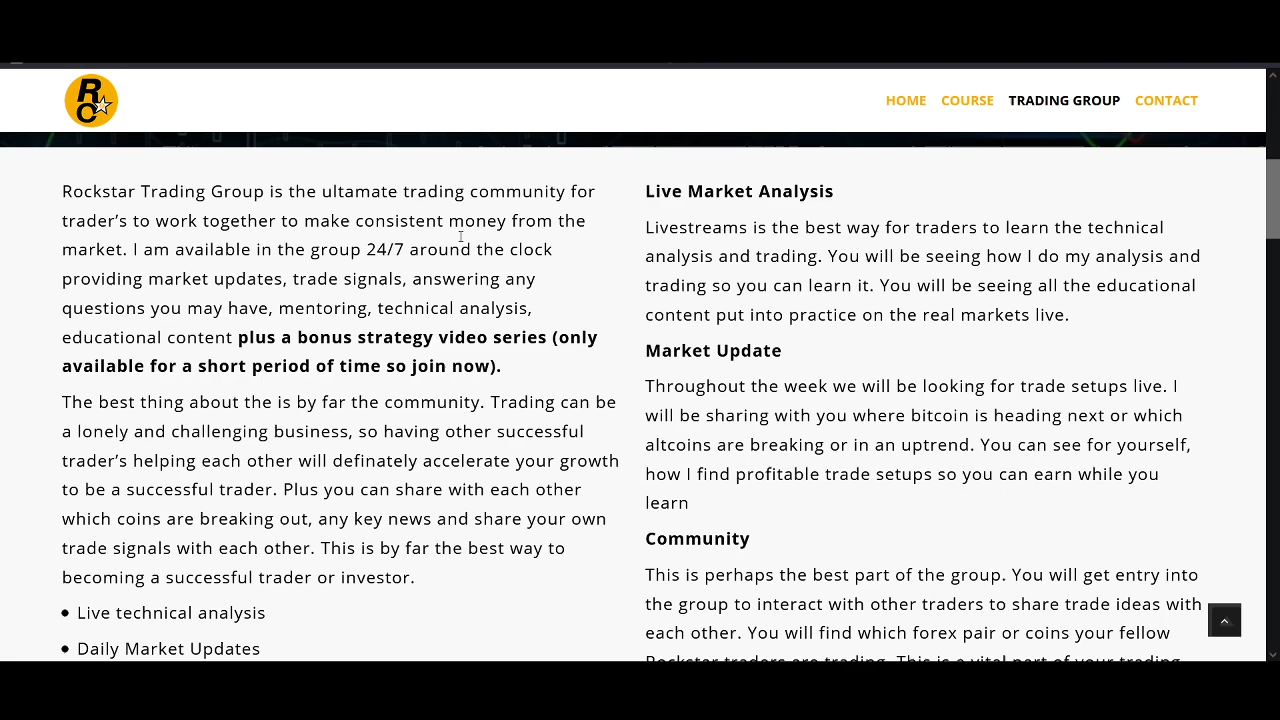 R
C
HOME COURSE TRADING GROUP CONTACT
Rockstar Trading Group is the ultamate trading community for
trader's to work together to make consistent money from the
market. I am available in the group 24/7 around the clock
providing market updates, trade signals, answering any
questions you may have, mentoring, technical analysis,
educational content plus a bonus strategy video series (only
available for a short period of time so join now).
The best thing about the is by far the community. Trading can be
a lonely and challenging business, so having other successful
trader's helping each other will definately accelerate your growth
to be a successful trader. Plus you can share with each other
which coins are breaking out, any key news and share your own
trade signals with each other. This is by far the best way to
becoming a successful trader or investor.
Live technical analysis
Daily Market Updates
Live Market Analysis
Livestreams is the best way for traders to learn the technical
analysis and trading. You will be seeing how I do my analysis and
trading so you can learn it. You will be seeing all the educational
content put into practice on the real markets live.
Market Update
Throughout the week we will be looking for trade setups live. I
will be sharing with you where bitcoin is heading next or which
altcoins are breaking or in an uptrend. You can see for yourself,
how I find profitable trade setups so you can earn while you
learn
Community
This is perhaps the best part of the group. You will get entry into
the group to interact with other traders to share trade ideas with
each other. You will find which forex pair or coins your fellow
Rockstar traders are trading. This is a vital part of your trading